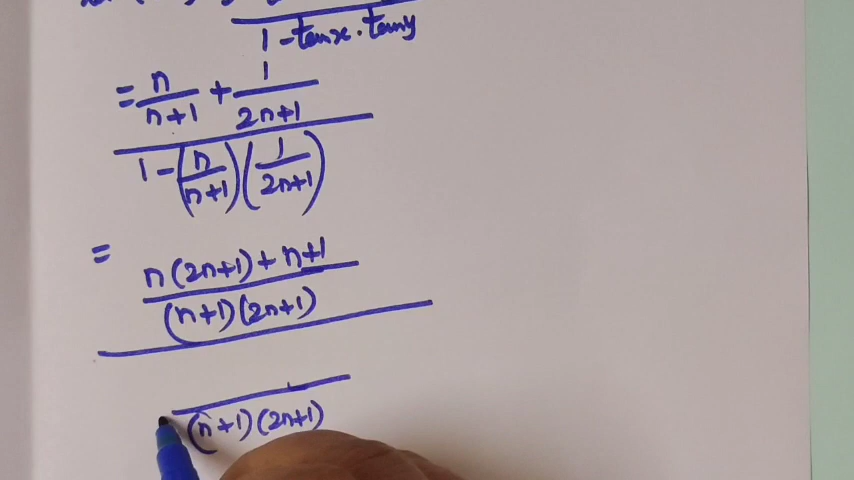 1 - tanx . tany
= n/(n+1) + 1/(2n+1)
1 - (n/(n+1)) (1/(2n+1))
=
n(2n+1) + n+1
(n+1)(2n+1)
(n+1)(2n+1)